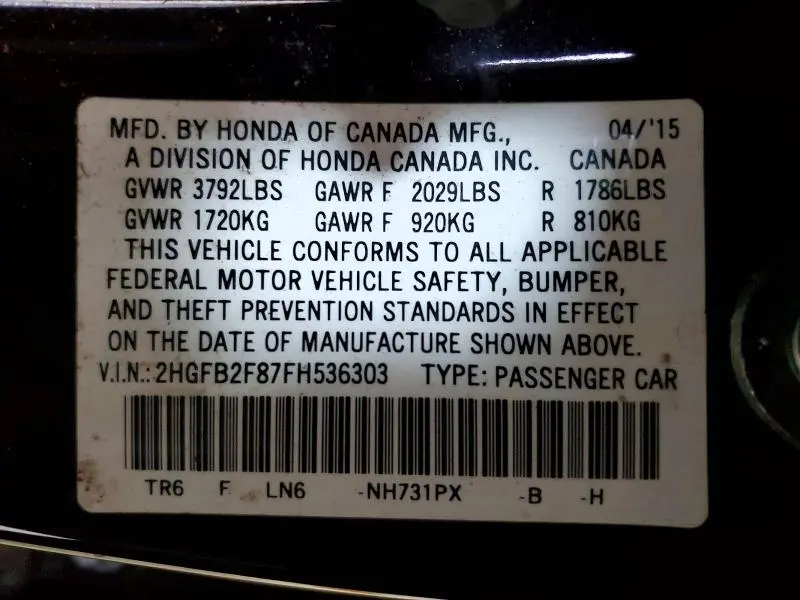 MFD. BY HONDA OF CANADA MFG., 04/'15
A DIVISION OF HONDA CANADA INC. CANADA
GVWR 3792LBS GAWR F 2029LBS R 1786LBS
GVWR 1720KG GAWR F 920KG R 810KG
THIS VEHICLE CONFORMS TO ALL APPLICABLE
FEDERAL MOTOR VEHICLE SAFETY, BUMPER,
AND THEFT PREVENTION STANDARDS IN EFFECT
ON THE DATE OF MANUFACTURE SHOWN ABOVE.
V.I.N.: 2HGFB2F87FH536303 TYPE: PASSENGER CAR
TR6 F LN6 -NH731PX -B -H